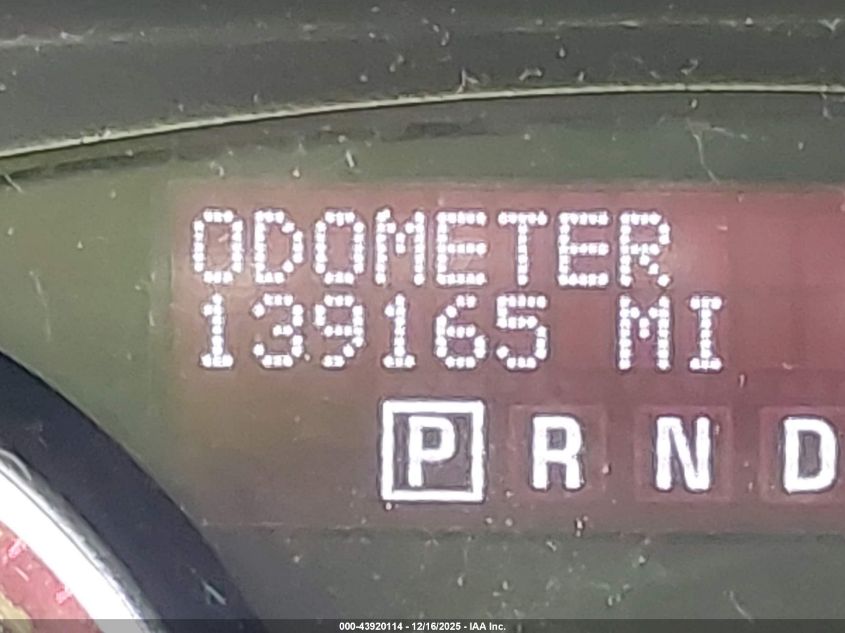 ODOMETER
139165 MI
P R N D
000-43920114 - 12/16/2025 - IAA Inc.